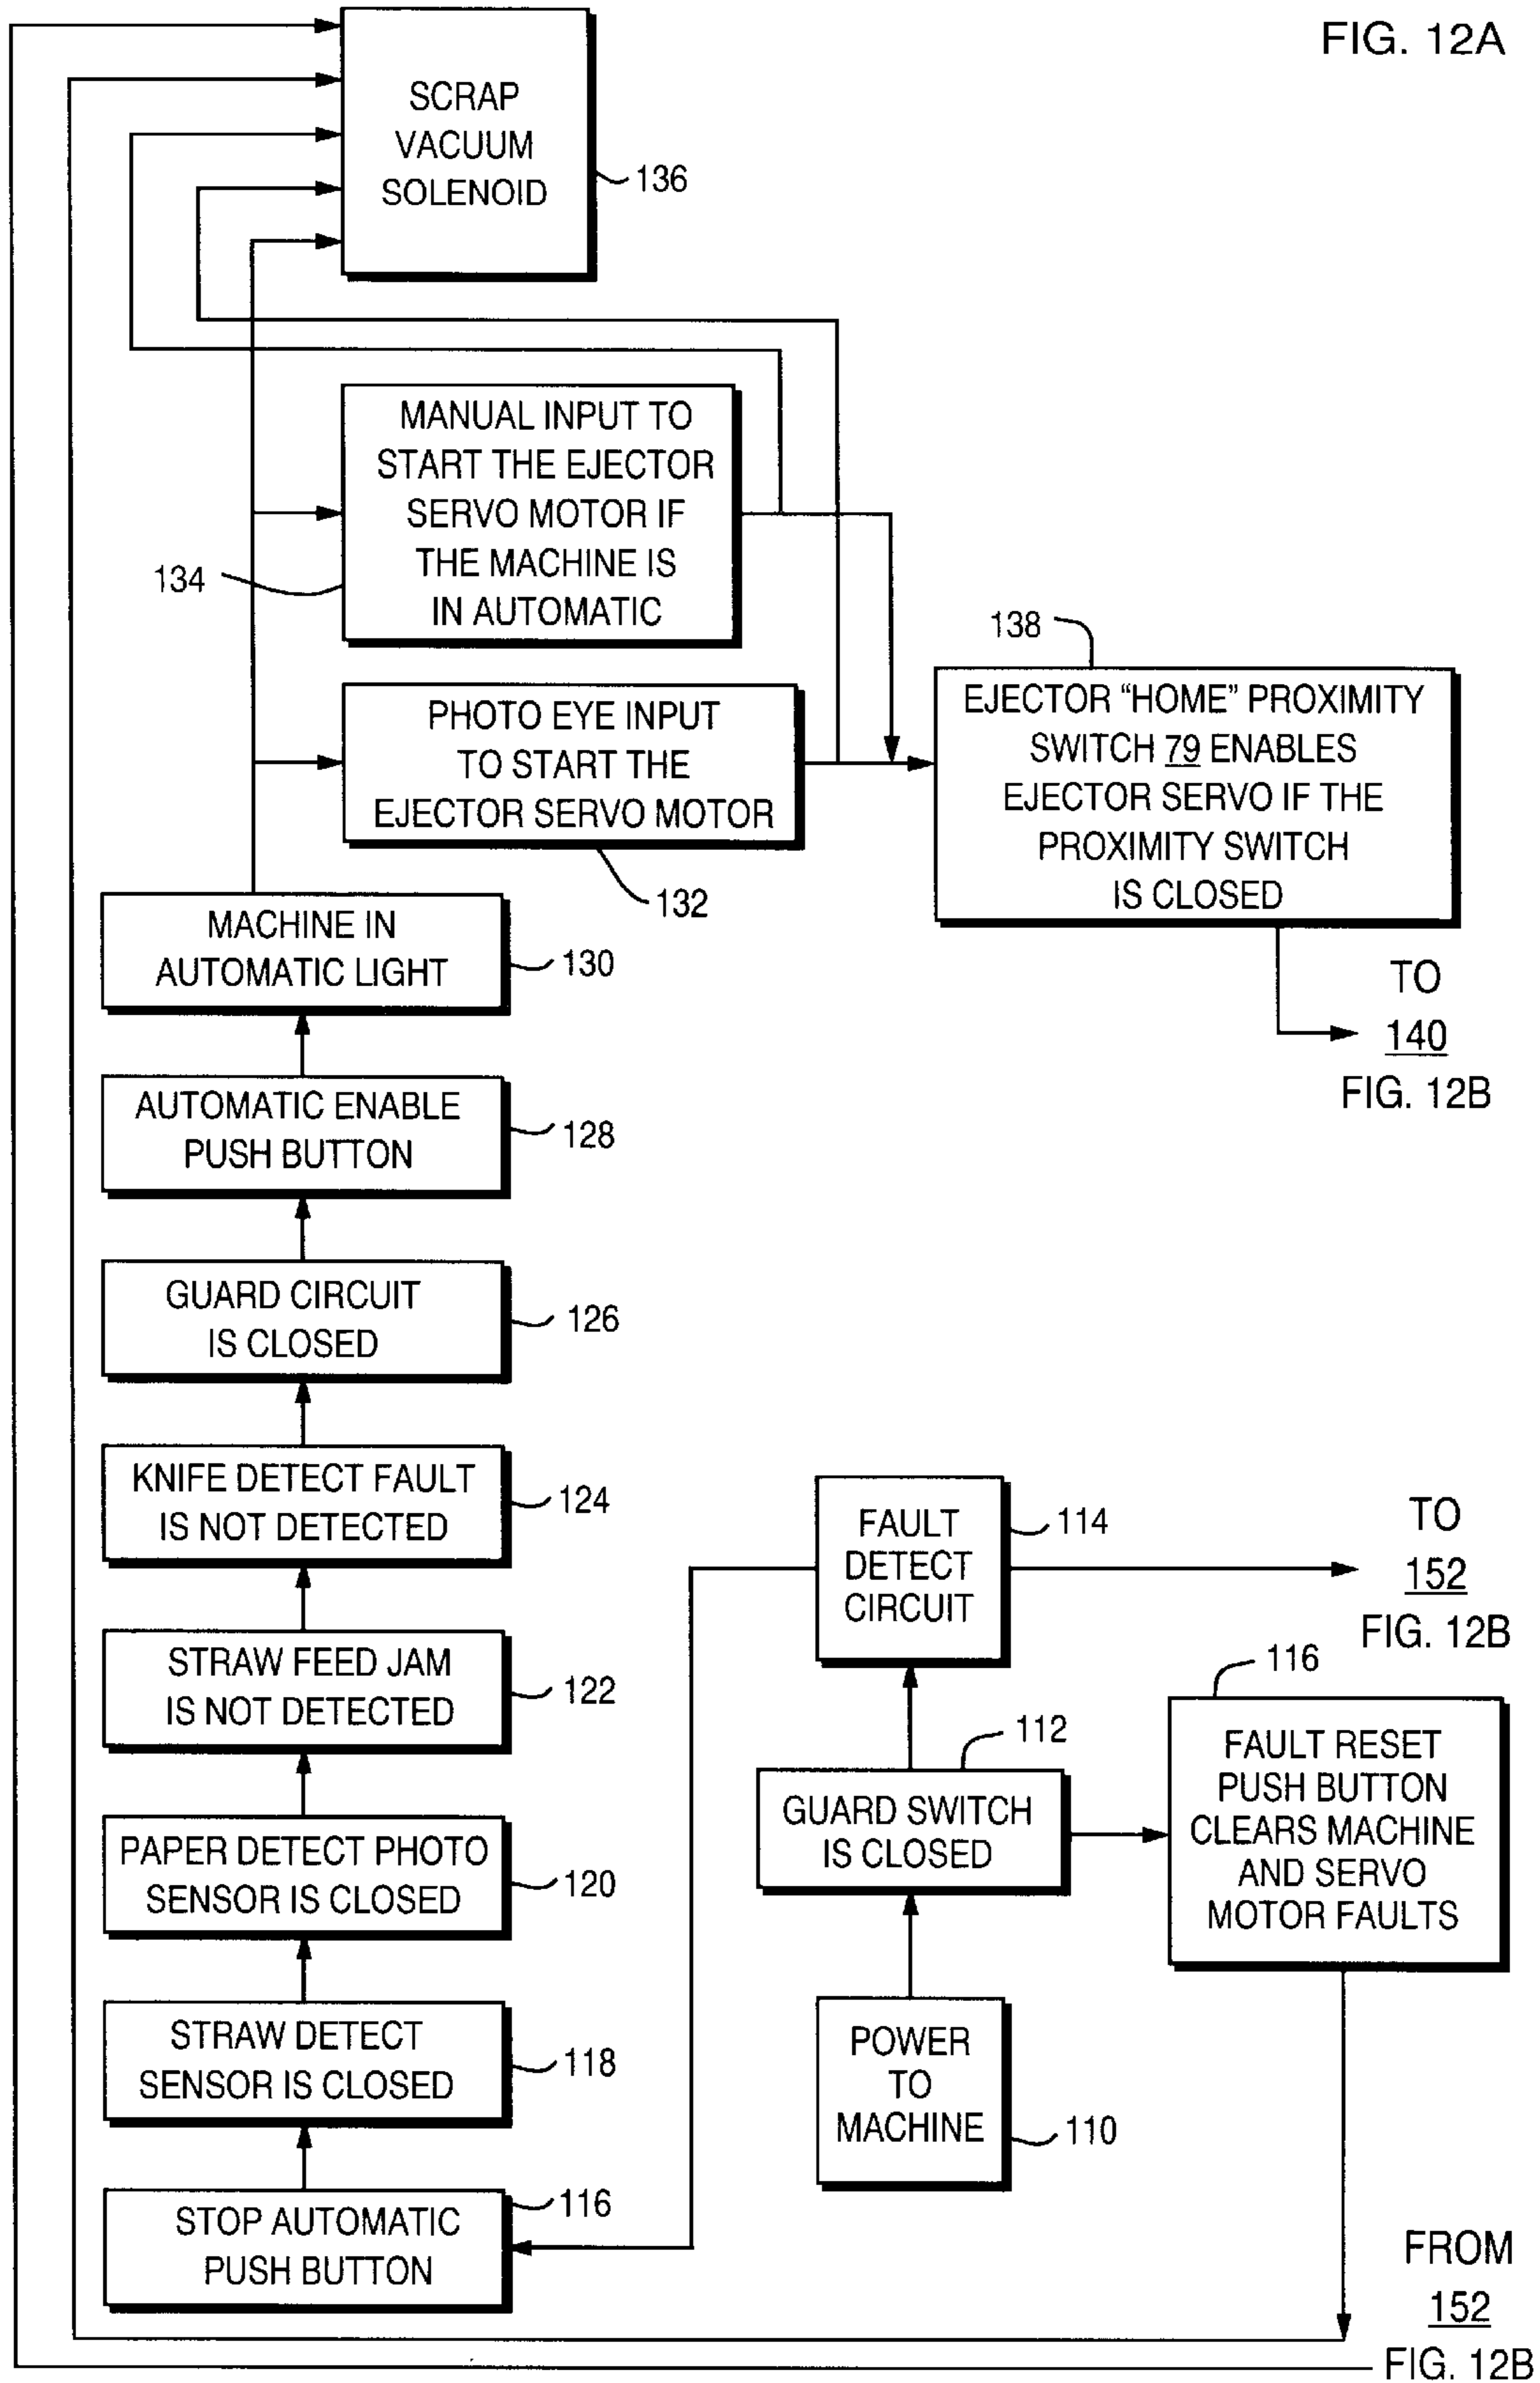 FIG. 12A
SCRAP
VACUUM
SOLENOID
136
MANUAL INPUT TO
START THE EJECTOR
SERVO MOTOR IF
THE MACHINE IS
IN AUTOMATIC
134
138
EJECTOR “HOME” PROXIMITY
SWITCH 79 ENABLES
EJECTOR SERVO IF THE
PROXIMITY SWITCH
IS CLOSED
PHOTO EYE INPUT
TO START THE
EJECTOR SERVO MOTOR
132
MACHINE IN
AUTOMATIC LIGHT
130
TO
140
FIG. 12B
AUTOMATIC ENABLE
PUSH BUTTON
128
GUARD CIRCUIT
IS CLOSED
126
KNIFE DETECT FAULT
IS NOT DETECTED
124
FAULT
DETECT
CIRCUIT
114
TO
152
FIG. 12B
STRAW FEED JAM
IS NOT DETECTED
122
116
FAULT RESET
PUSH BUTTON
CLEARS MACHINE
AND SERVO
MOTOR FAULTS
112
GUARD SWITCH
IS CLOSED
PAPER DETECT PHOTO
SENSOR IS CLOSED
120
STRAW DETECT
SENSOR IS CLOSED
118
POWER
TO
MACHINE
110
STOP AUTOMATIC
PUSH BUTTON
116
FROM
152
FIG. 12B